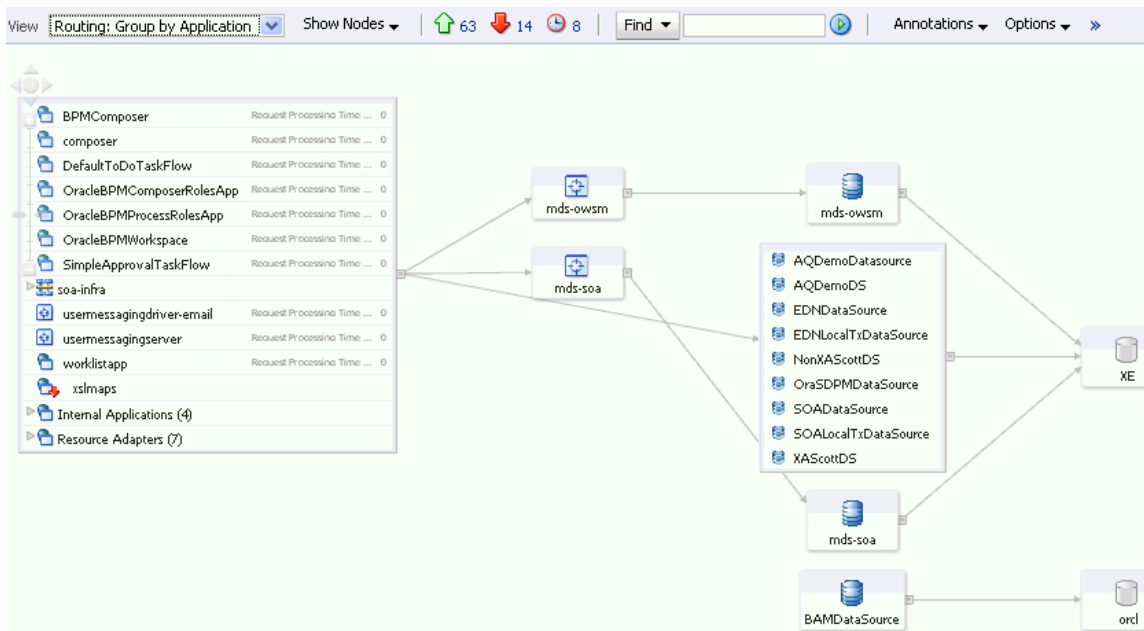 View Routing: Group by Application Show Nodes 63 14 8 Find Annotations Options »
BPMComposer Request Processing Time ... 0
composer Request Processing Time ... 0
DefaultToDoTaskFlow Request Processing Time ... 0
OracleBPMComposerRolesApp Request Processing Time ... 0
OracleBPMProcessRolesApp Request Processing Time ... 0
OracleBPMWorkspace Request Processing Time ... 0
SimpleApprovalTaskFlow Request Processing Time ... 0
soa-infra
usermessagingdriver-email Request Processing Time ... 0
usermessagingserver Request Processing Time ... 0
worklistapp Request Processing Time ... 0
xslmaps
Internal Applications (4)
Resource Adapters (7)
mds-owsm
mds-soa
mds-owsm
AQDemoDatasource
AQDemoDS
EDNDataSource
EDNLocalTxDataSource
NonXAScottDS
OraSDPMDataSource
SOADataSource
SOALocalTxDataSource
XAScottDS
mds-soa
BAMDataSource
XE
orcl